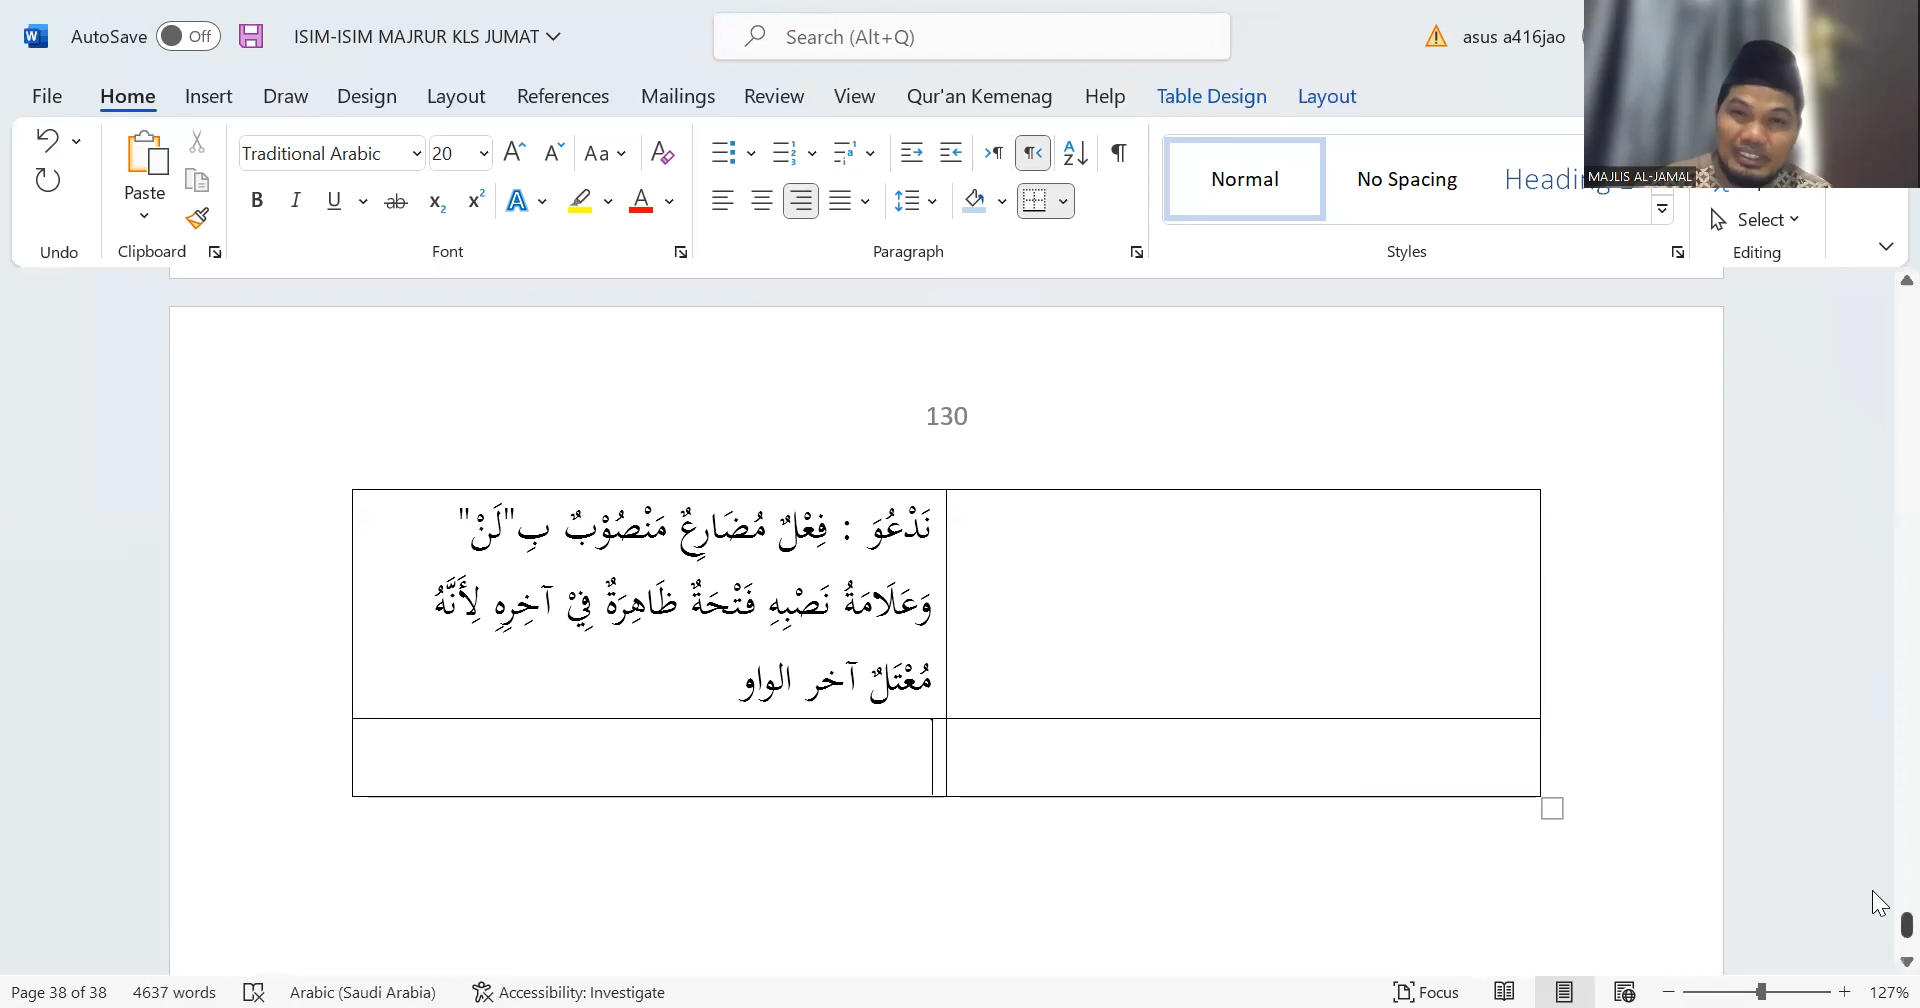 AutoSave Off ISIM-ISIM MAJRUR KLS JUMAT Search (Alt+Q) asus a416jao
File Home Insert Draw Design Layout References Mailings Review View Qur'an Kemenag Help Table Design Layout
MAJLIS AL-JAMAL
Traditional Arabic 20
Paste
Normal No Spacing Heading
Select
Undo Clipboard Font Paragraph Styles Editing
130
نَدْعُوَ : فِعْلٌ مُضَارِعٌ مَنْصُوْبٌ بِ"لَنْ"
وَعَلَامَةُ نَصْبِهِ فَتْحَةٌ ظَاهِرَةٌ فِيْ آخِرِهِ لِأَنَّهُ
مُعْتَلٌ آخر الواو
Page 38 of 38 4637 words Arabic (Saudi Arabia) Accessibility: Investigate Focus 127%